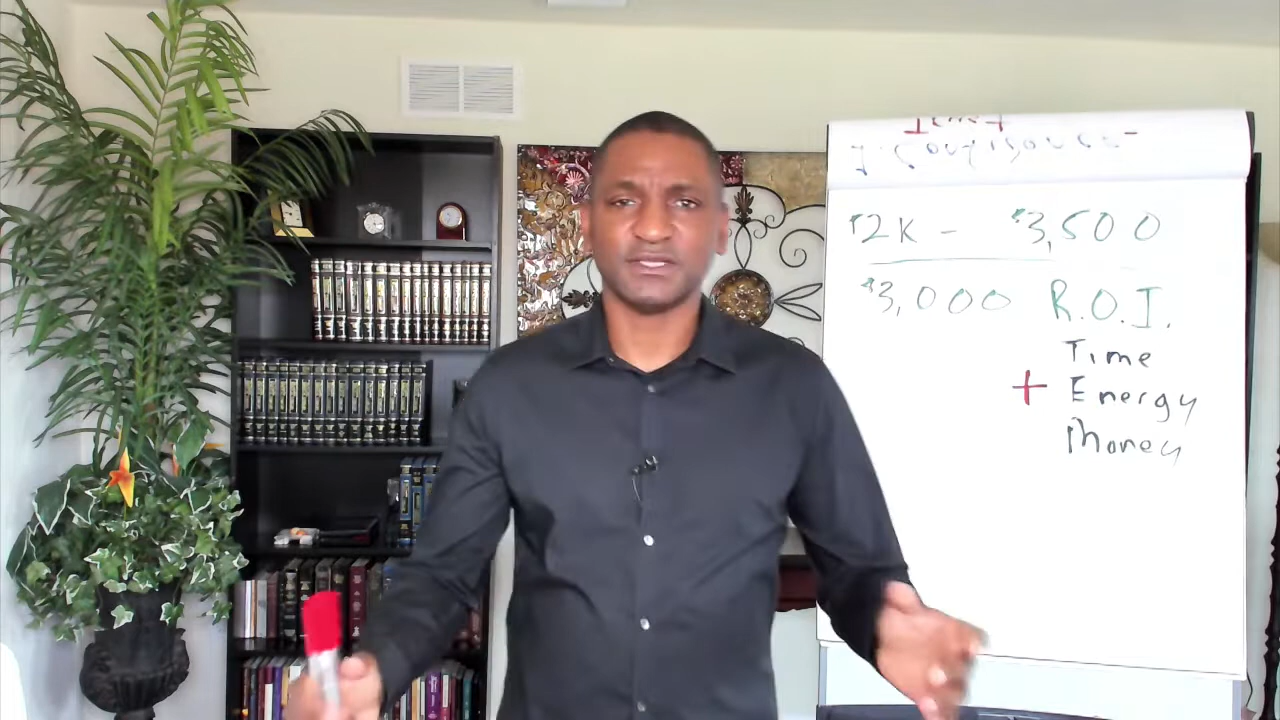 $2K - $3,500
$3,000 R.O.I.
Time
+ Energy
Money